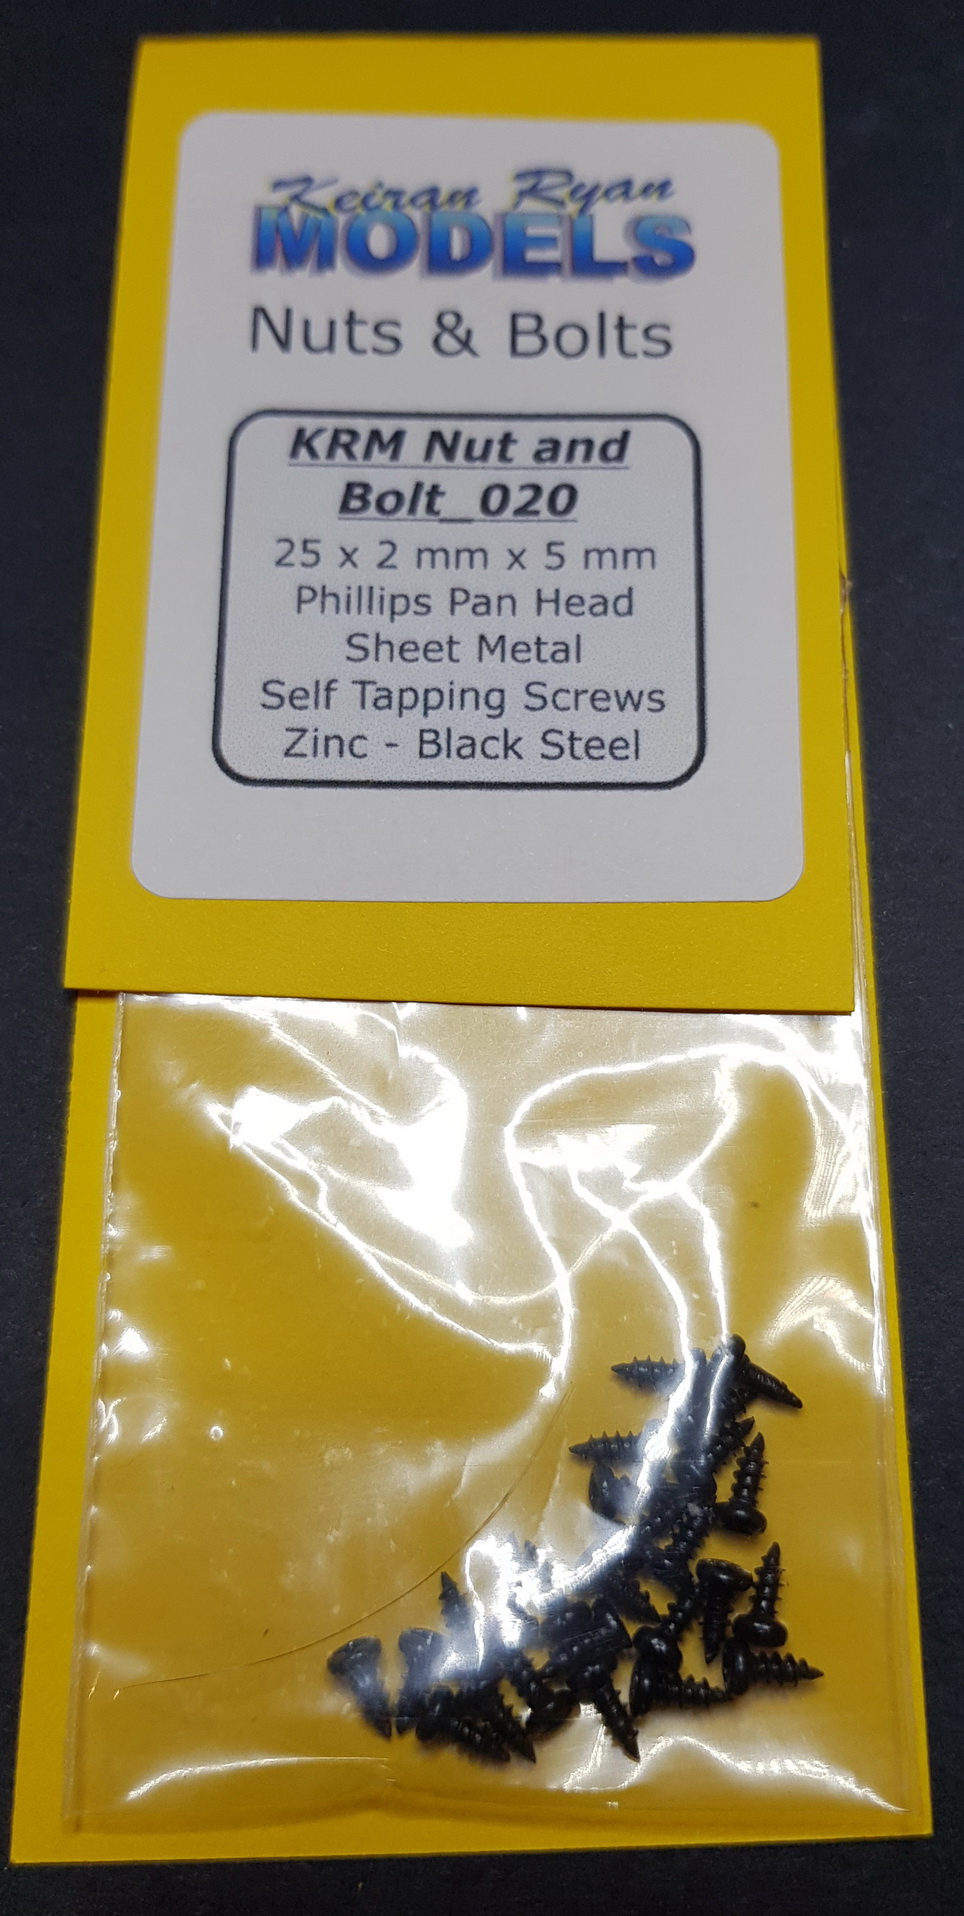 Keiran Ryan
MODELS
Nuts & Bolts
KRM Nut and
Bolt_020
25 x 2 mm x 5 mm
Phillips Pan Head
Sheet Metal
Self Tapping Screws
Zinc - Black Steel